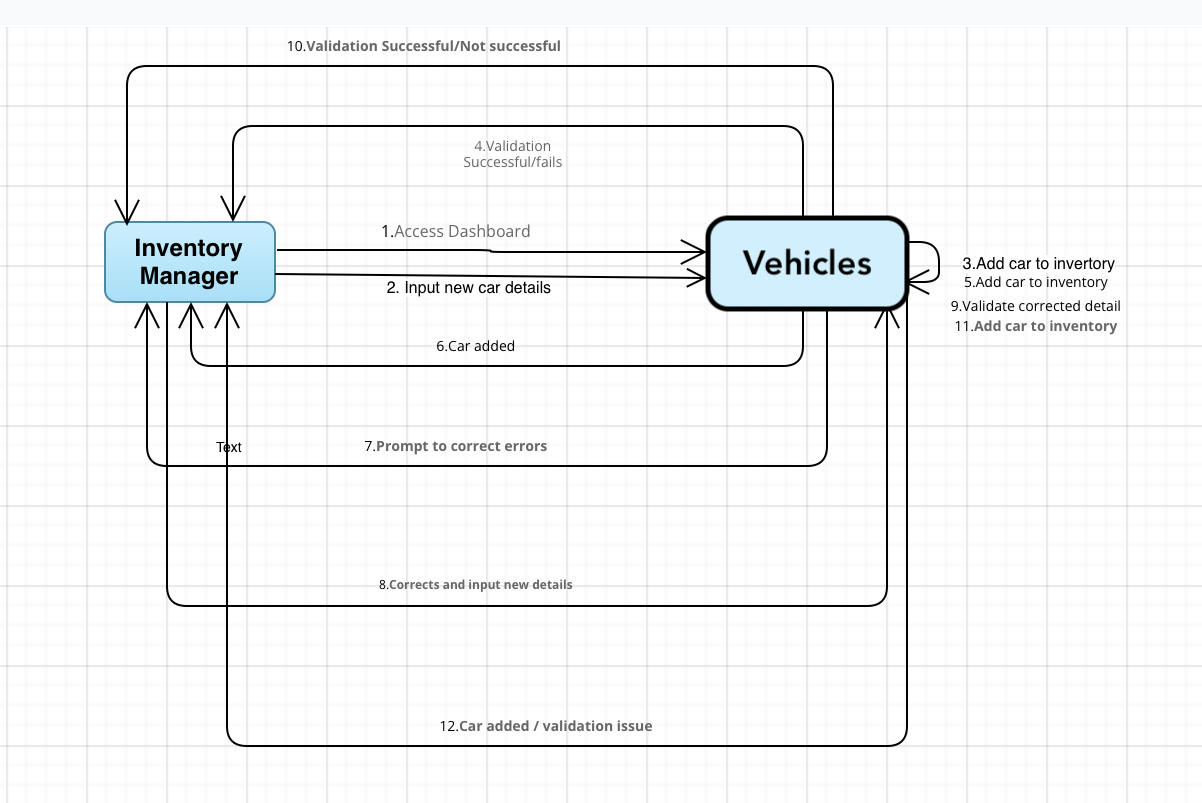 10.Validation Successful/Not successful
4.Validation
Successful/fails
1.Access Dashboard
Inventory
Manager
Vehicles
3.Add car to invertory
5.Add car to inventory
2. Input new car details
9.Validate corrected detail
11.Add car to inventory
6.Car added
Text
7.Prompt to correct errors
8.Corrects and input new details
12.Car added / validation issue